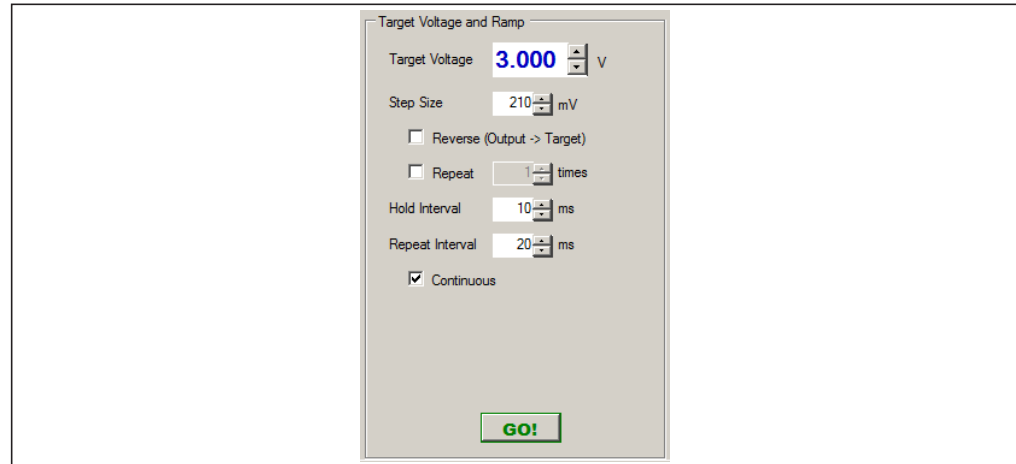 Target Voltage and Ramp
Target Voltage 3.000 V
Step Size 210 mV
Reverse (Output -> Target)
Repeat 1 times
Hold Interval 10 ms
Repeat Interval 20 ms
Continuous
GO!